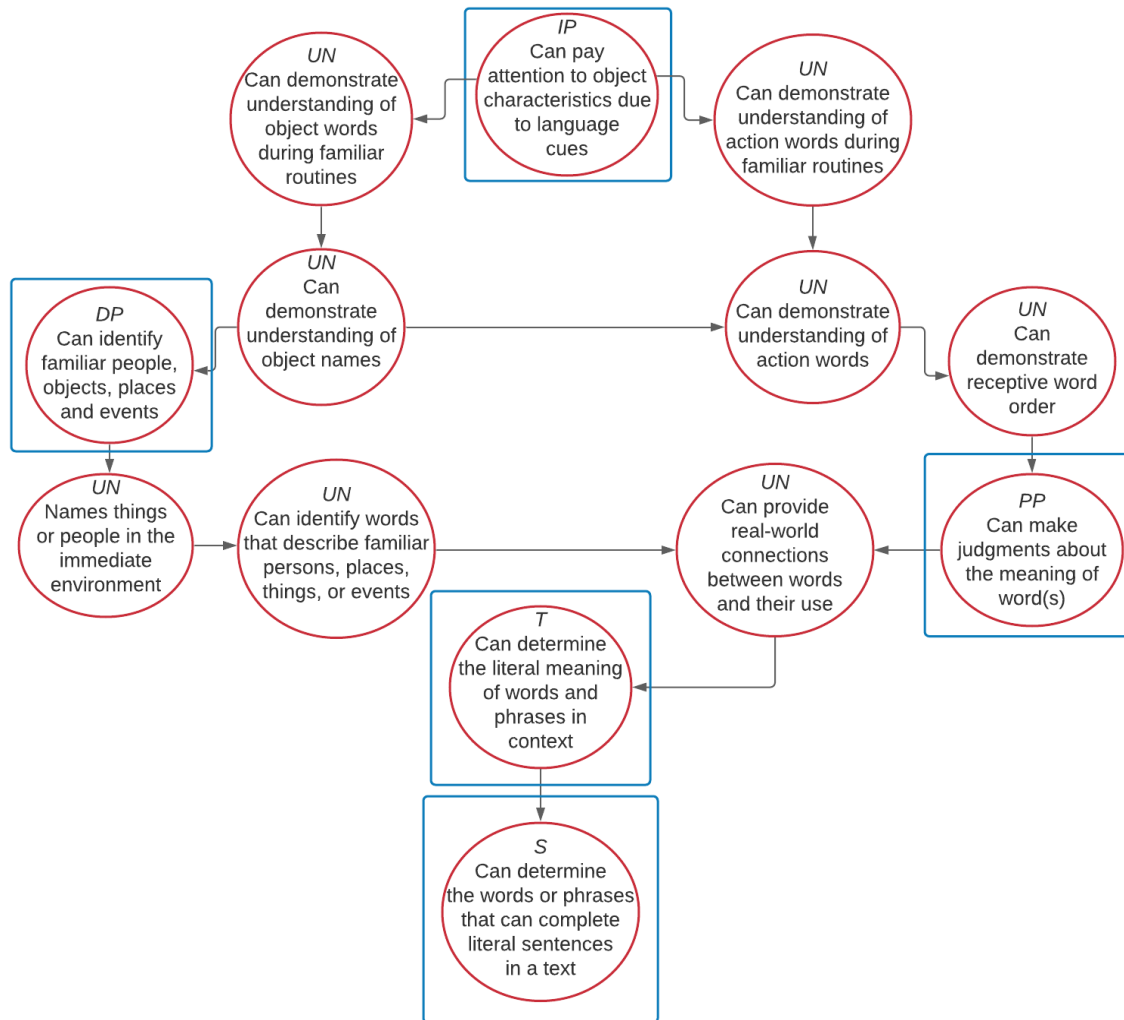 IP
Can pay
attention to object
characteristics due
to language
cues
UN
Can demonstrate
understanding of
object words
during familiar
routines
UN
Can demonstrate
understanding of
action words during
familiar routines
UN
Can
demonstrate
understanding of
object names
UN
Can demonstrate
understanding of
action words
DP
Can identify
familiar people,
objects, places
and events
UN
Can
demonstrate
receptive word
order
UN
Names things
or people in the
immediate
environment
UN
Can identify words
that describe familiar
persons, places,
things, or events
UN
Can provide
real-world
connections
between words
and their use
PP
Can make
judgments about
the meaning of
word(s)
T
Can determine
the literal meaning
of words and
phrases in
context
S
Can determine
the words or phrases
that can complete
literal sentences
in a text